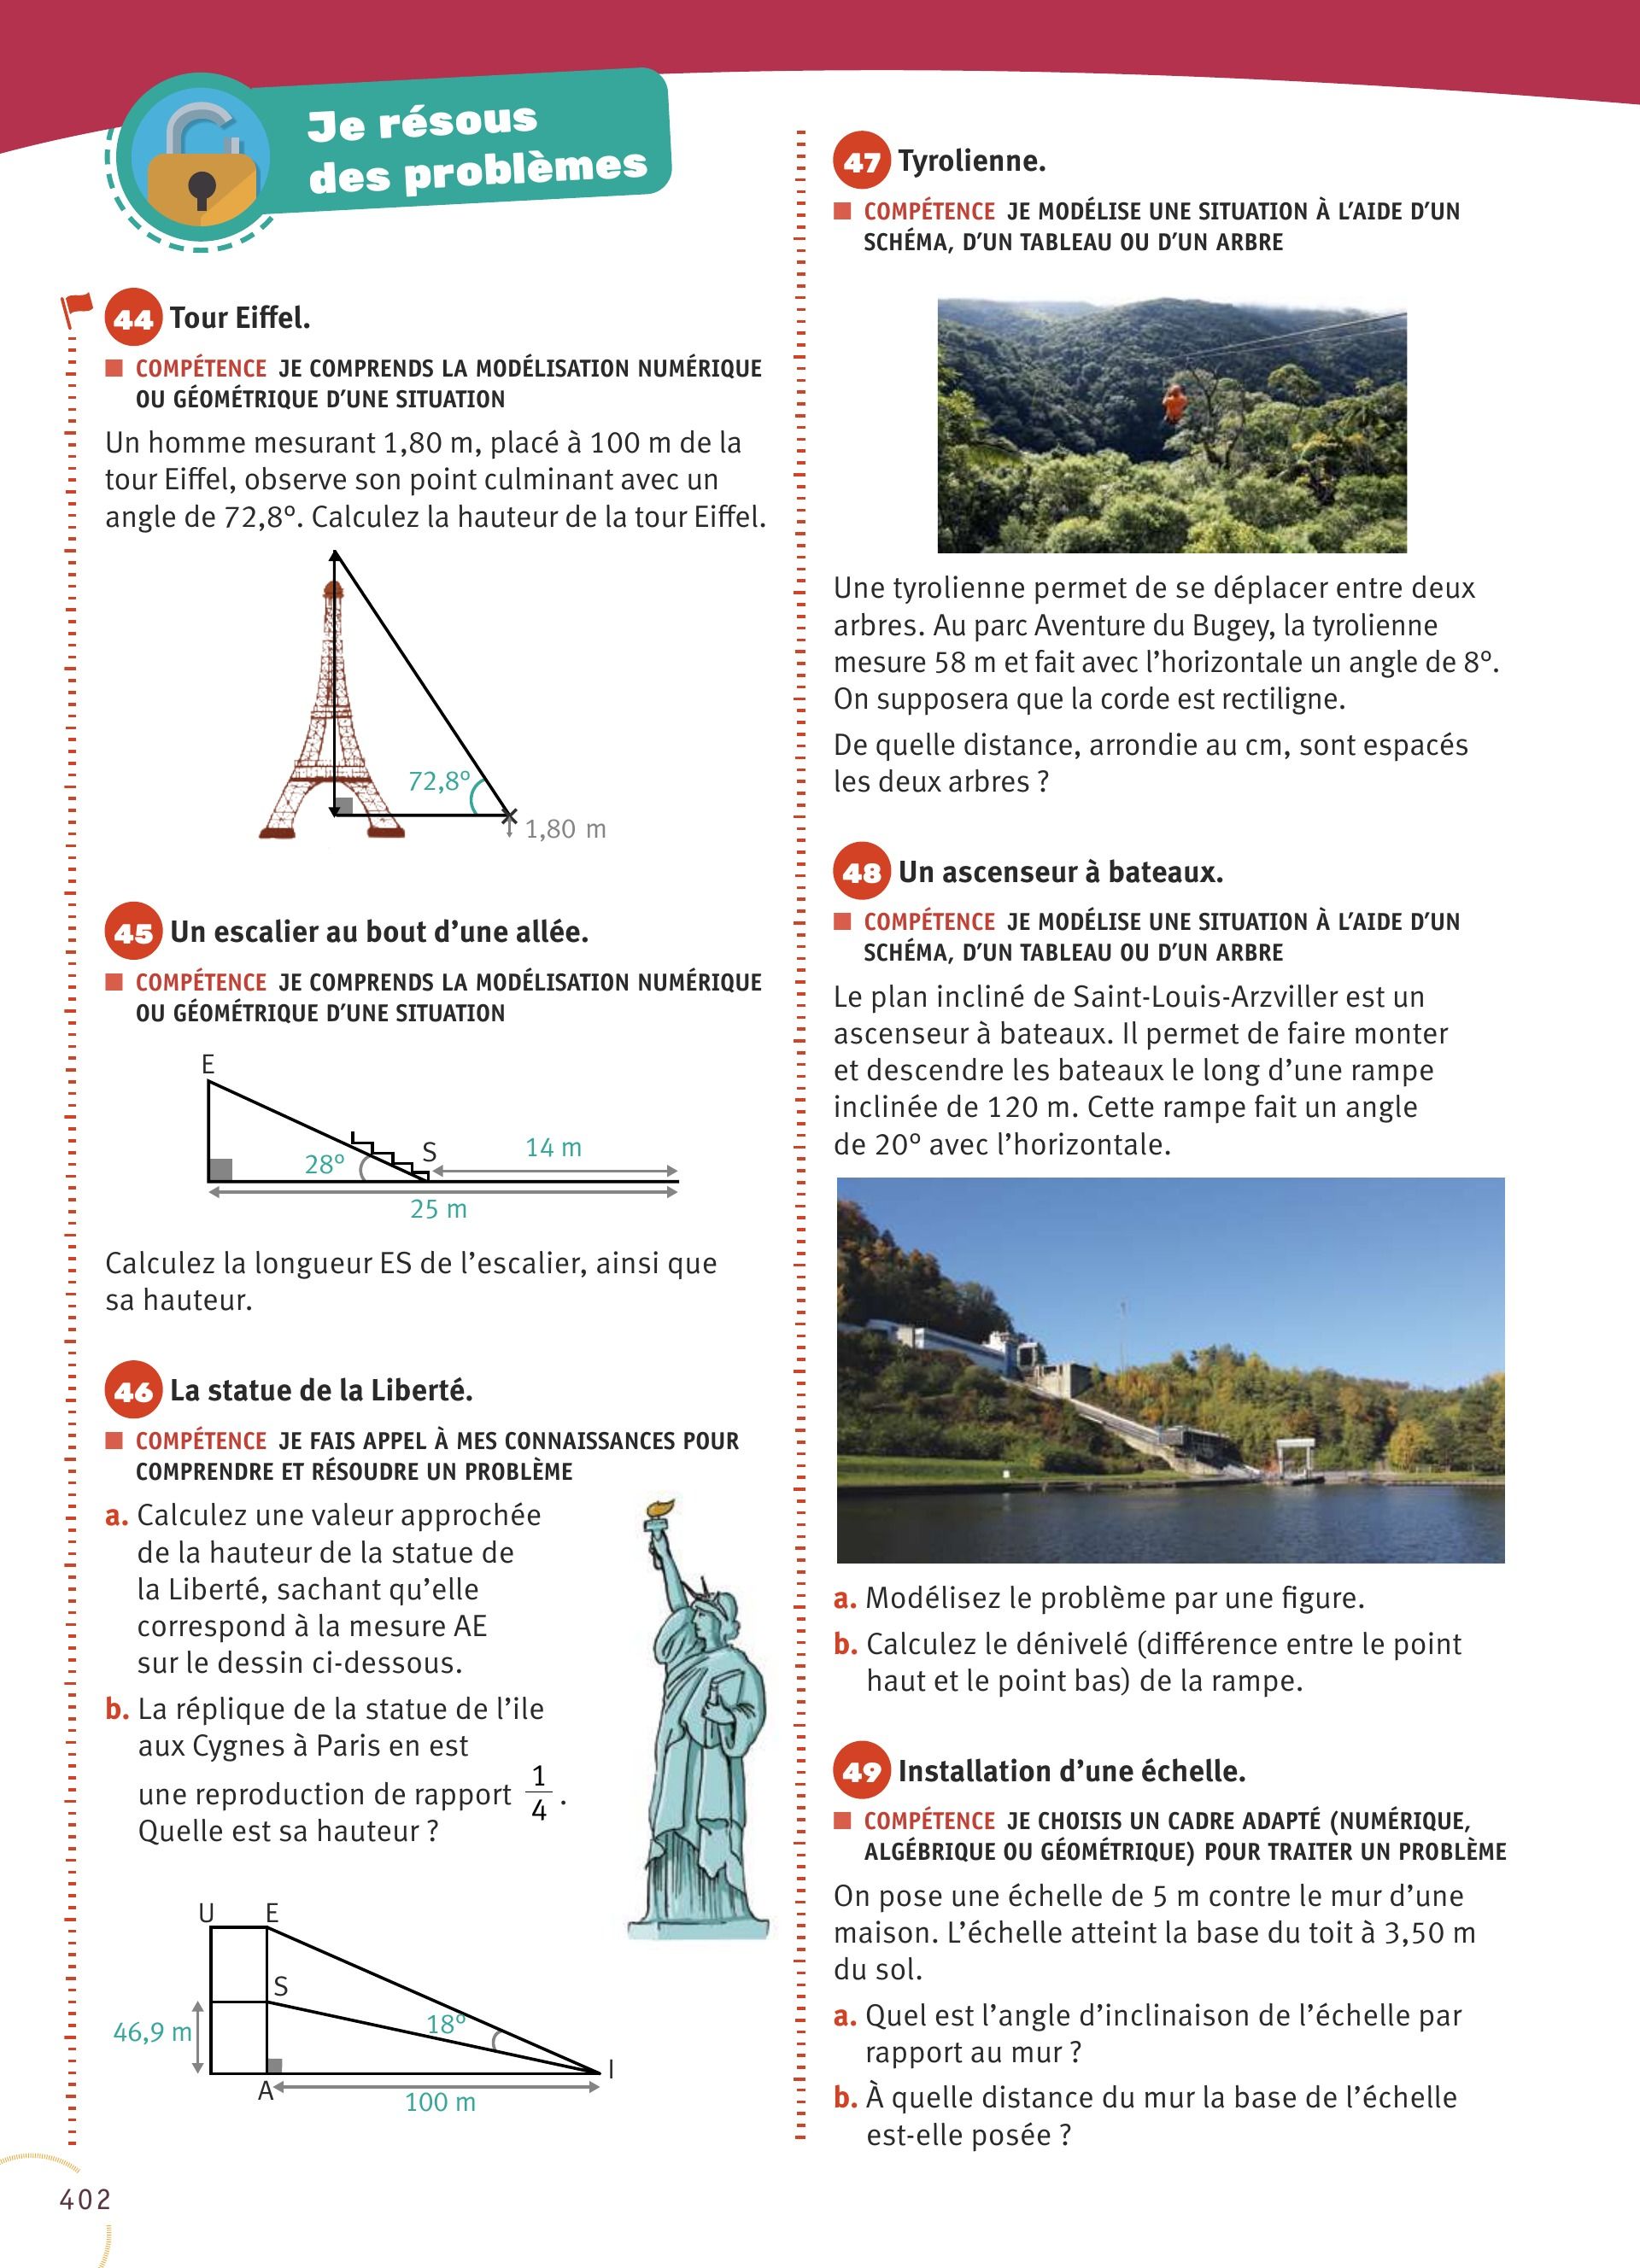 Je résous
des problèmes
44 Tour Eiffel.
COMPÉTENCE JE COMPRENDS LA MODÉLISATION NUMÉRIQUE
OU GÉOMÉTRIQUE D'UNE SITUATION
Un homme mesurant 1,80 m, placé à 100 m de la
tour Eiffel, observe son point culminant avec un
angle de 72,8°. Calculez la hauteur de la tour Eiffel.
72,8°
1,80 m
45 Un escalier au bout d'une allée.
COMPÉTENCE JE COMPRENDS LA MODÉLISATION NUMÉRIQUE
OU GÉOMÉTRIQUE D'UNE SITUATION
E
S
14 m
28°
25 m
Calculez la longueur ES de l'escalier, ainsi que
sa hauteur.
46 La statue de la Liberté.
COMPÉTENCE JE FAIS APPEL À MES CONNAISSANCES POUR
COMPRENDRE ET RÉSOUDRE UN PROBLÈME
a. Calculez une valeur approchée
de la hauteur de la statue de
la Liberté, sachant qu'elle
correspond à la mesure AE
sur le dessin ci-dessous.
b. La réplique de la statue de l'ile
aux Cygnes à Paris en est
une reproduction de rapport 1/4.
Quelle est sa hauteur ?
U E
S
18°
46,9 m
I
A
100 m
47 Tyrolienne.
COMPÉTENCE JE MODÉLISE UNE SITUATION À L'AIDE D'UN
SCHÉMA, D'UN TABLEAU OU D'UN ARBRE
Une tyrolienne permet de se déplacer entre deux
arbres. Au parc Aventure du Bugey, la tyrolienne
mesure 58 m et fait avec l'horizontale un angle de 8°.
On supposera que la corde est rectiligne.
De quelle distance, arrondie au cm, sont espacés
les deux arbres ?
48 Un ascenseur à bateaux.
COMPÉTENCE JE MODÉLISE UNE SITUATION À L'AIDE D'UN
SCHÉMA, D'UN TABLEAU OU D'UN ARBRE
Le plan incliné de Saint-Louis-Arzviller est un
ascenseur à bateaux. Il permet de faire monter
et descendre les bateaux le long d'une rampe
inclinée de 120 m. Cette rampe fait un angle
de 20° avec l'horizontale.
a. Modélisez le problème par une figure.
b. Calculez le dénivelé (différence entre le point
haut et le point bas) de la rampe.
49 Installation d'une échelle.
COMPÉTENCE JE CHOISIS UN CADRE ADAPTÉ (NUMÉRIQUE,
ALGÉBRIQUE OU GÉOMÉTRIQUE) POUR TRAITER UN PROBLÈME
On pose une échelle de 5 m contre le mur d'une
maison. L'échelle atteint la base du toit à 3,50 m
du sol.
a. Quel est l'angle d'inclinaison de l'échelle par
rapport au mur ?
b. À quelle distance du mur la base de l'échelle
est-elle posée ?
402